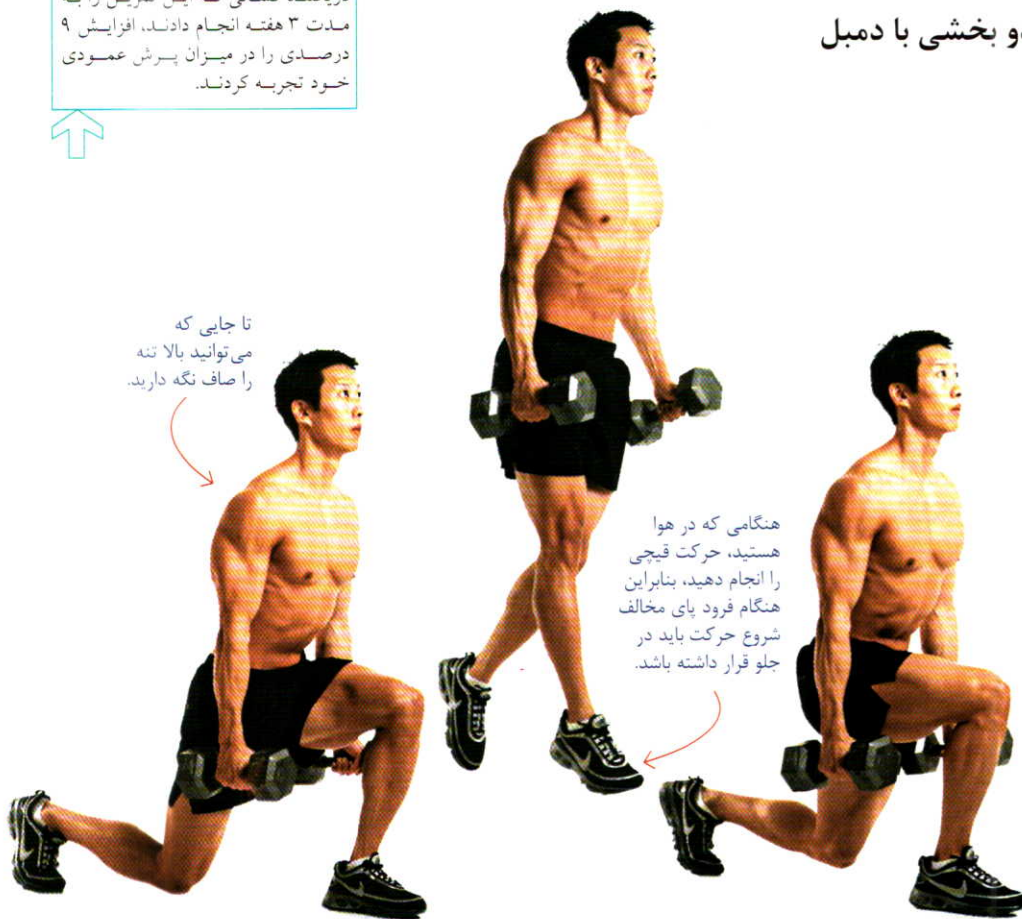 مدت ۳ هفته انجام دادند، افزایش ۹
درصدی را در میزان پرش عمودی
خود تجربه کردند.
و بخشی با دمبل
تا جایی که
می‌توانید بالا تنه
را صاف نگه دارید.
هنگامی که در هوا
هستید، حرکت قیچی
را انجام دهید، بنابراین
هنگام فرود پای مخالف
شروع حرکت باید در
جلو قرار داشته باشد.